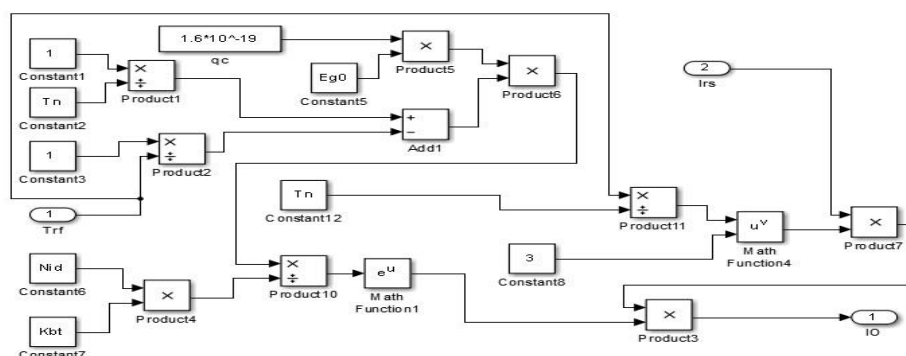 1
Constant1
Tn
Constant2
1
Constant3
1
Trf
Nid
Constant6
Kbt
Constant7
×
÷
Product1
×
÷
Product2
×
Product4
1.6*10^-19
qc
Eg0
Constant5
×
Product5
×
Product6
+
−
Add1
Tn
Constant12
×
÷
Product10
e^u
Math
Function1
3
Constant8
×
÷
Product11
u^v
Math
Function4
2
Irs
×
Product7
×
Product3
1
IO